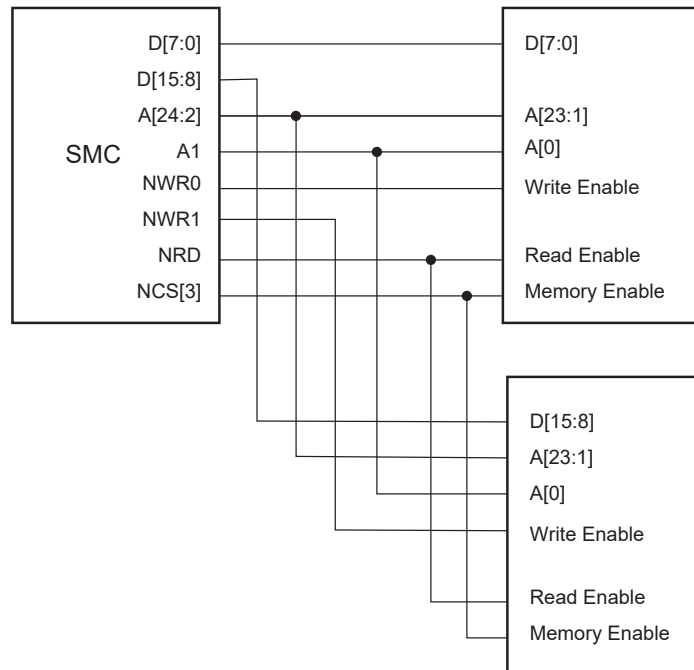 D[7:0]
D[15:8]
A[24:2]
SMC
A1
NWR0
NWR1
NRD
NCS[3]
D[7:0]
A[23:1]
A[0]
Write Enable
Read Enable
Memory Enable
D[15:8]
A[23:1]
A[0]
Write Enable
Read Enable
Memory Enable